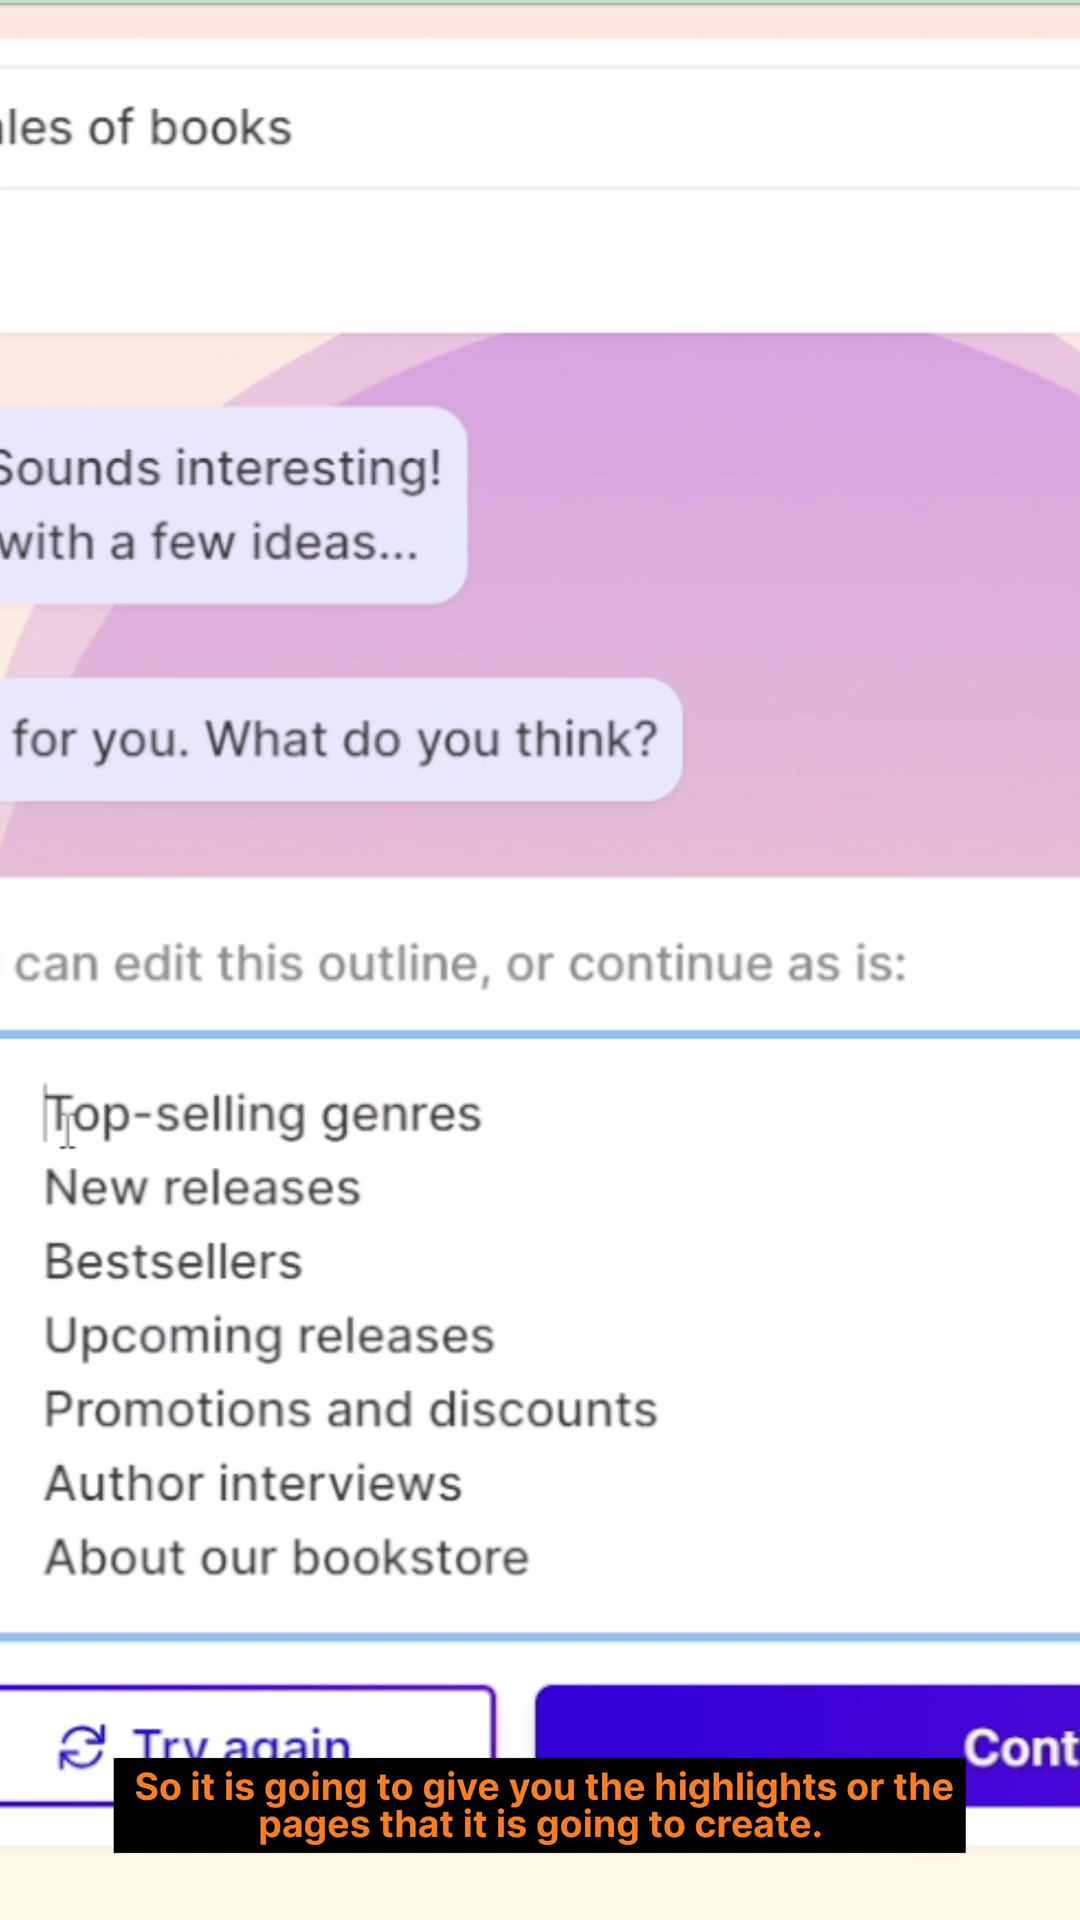 ales of books
Sounds interesting!
with a few ideas...
for you. What do you think?
can edit this outline, or continue as is:
Top-selling genres
New releases
Bestsellers
Upcoming releases
Promotions and discounts
Author interviews
About our bookstore
Try again
Cont
So it is going to give you the highlights or the
pages that it is going to create.